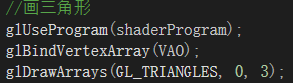 //画三角形
glUseProgram(shaderProgram);
glBindVertexArray(VAO);
glDrawArrays(GL_TRIANGLES, 0, 3);